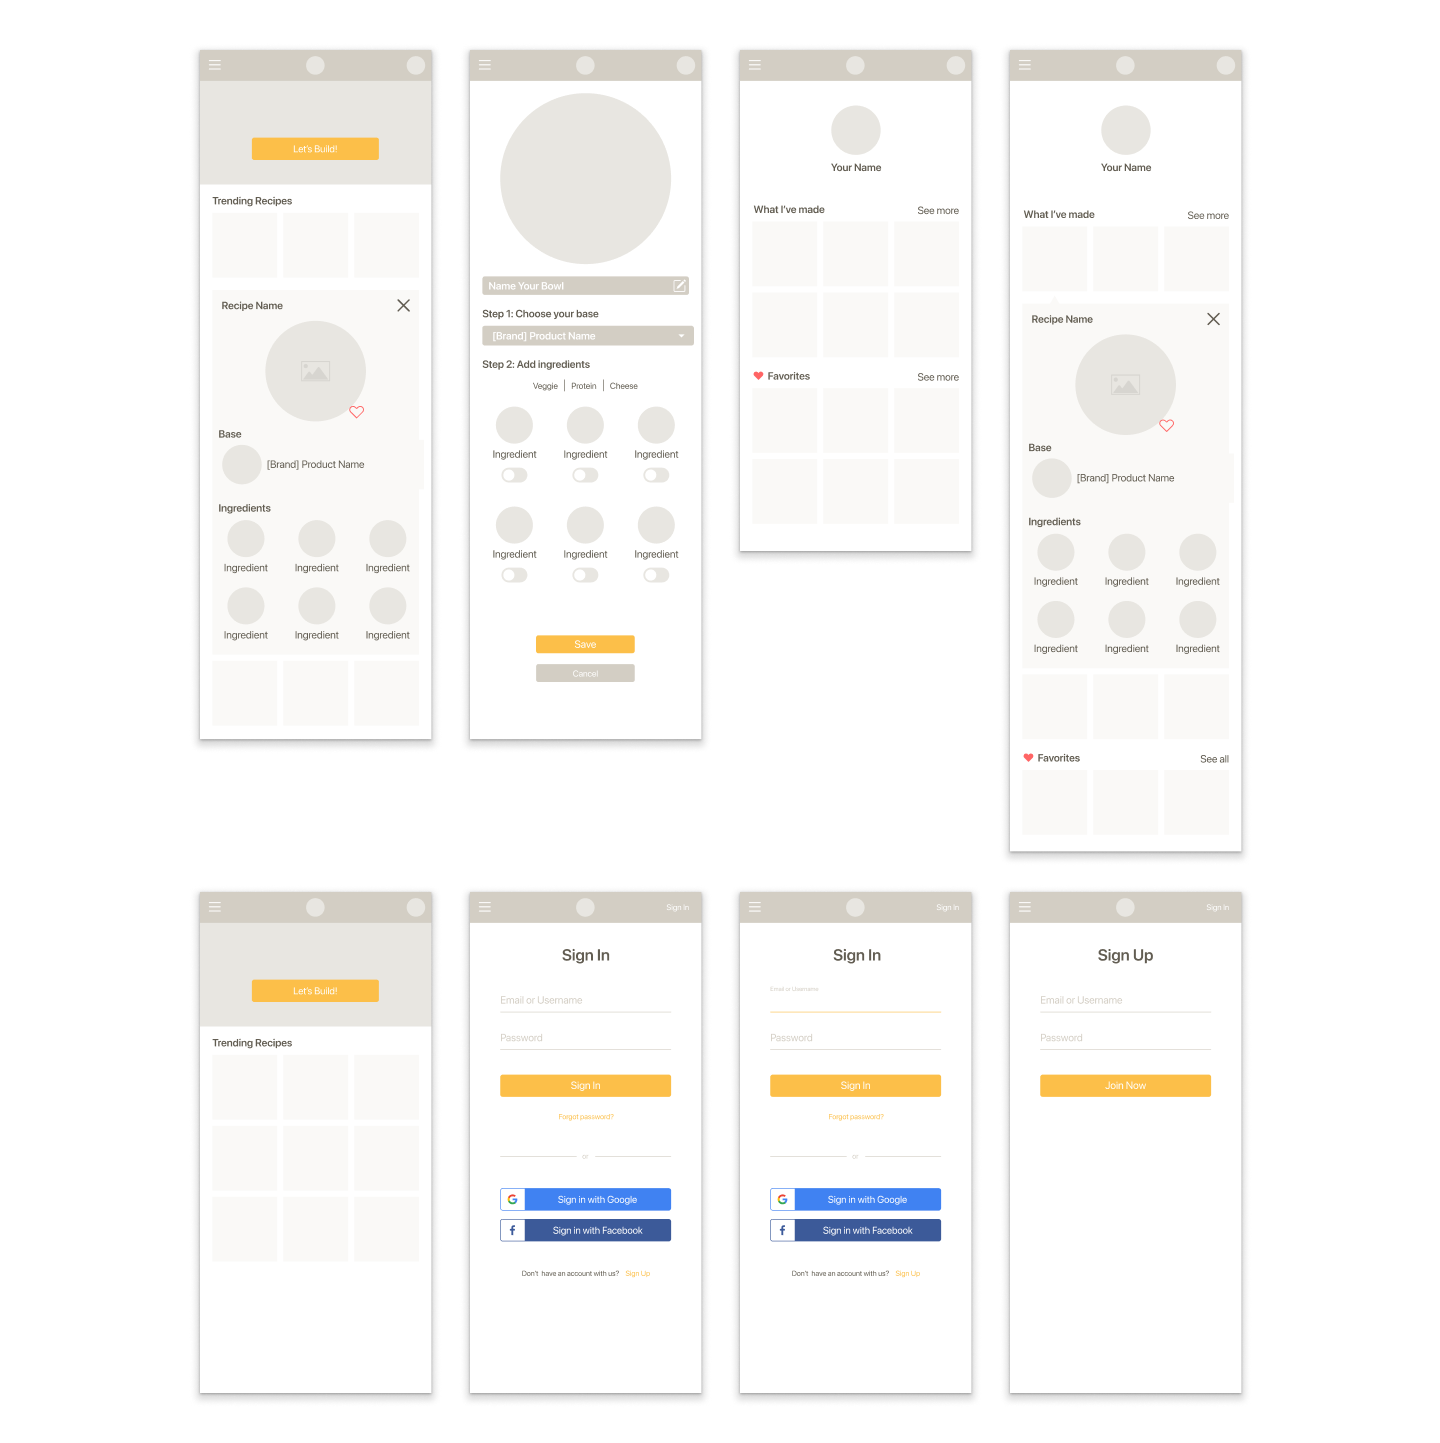 Let's Build!
Trending Recipes
Recipe Name
Base
[Brand] Product Name
Ingredients
Ingredient Ingredient Ingredient
Ingredient Ingredient Ingredient
Name Your Bowl
Step 1: Choose your base
[Brand] Product Name
Step 2: Add ingredients
Veggie Protein Cheese
Ingredient Ingredient Ingredient
Ingredient Ingredient Ingredient
Save
Cancel
Your Name
What I've made See more
Favorites See more
Your Name
What I've made See more
Recipe Name
Base
[Brand] Product Name
Ingredients
Ingredient Ingredient Ingredient
Ingredient Ingredient Ingredient
Favorites See all
Let's Build!
Trending Recipes
Sign In
Sign In
Email or Username
Password
Sign In
Forgot password?
or
Sign in with Google
Sign in with Facebook
Don't have an account with us? Sign Up
Sign In
Sign In
Email or Username
Password
Sign In
Forgot password?
or
Sign in with Google
Sign in with Facebook
Don't have an account with us? Sign Up
Sign In
Sign Up
Email or Username
Password
Join Now